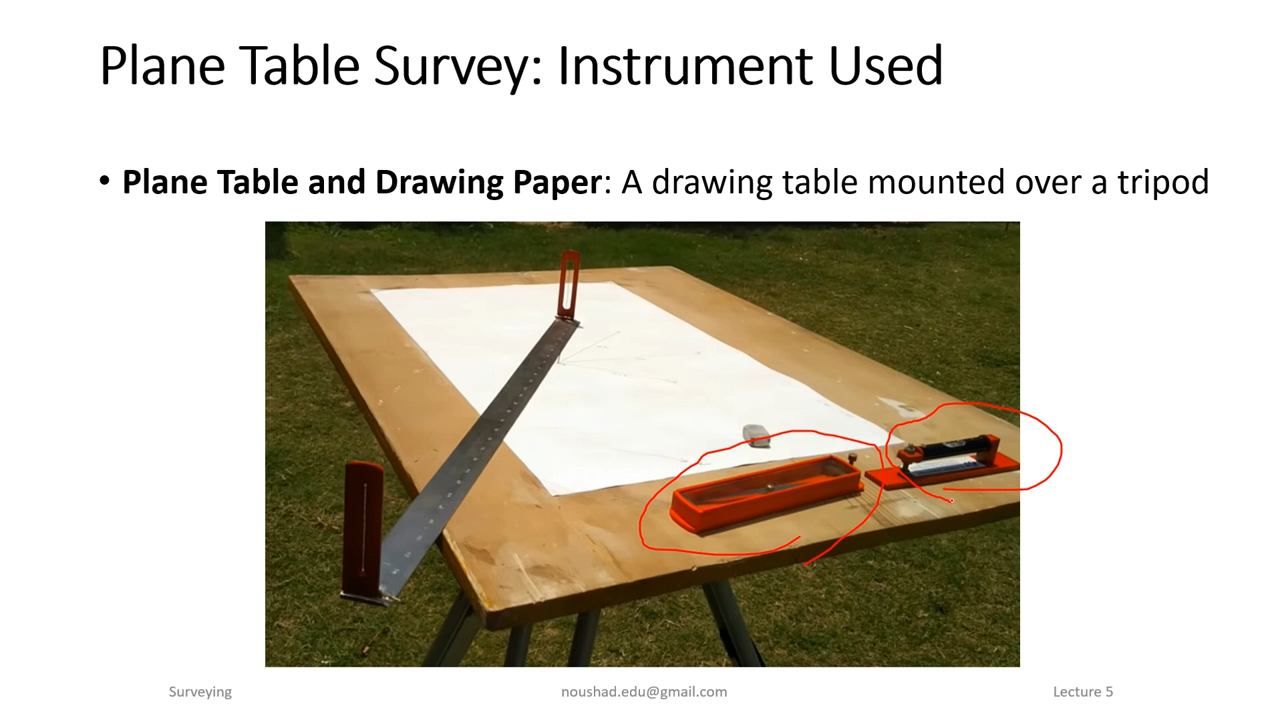 Plane Table Survey: Instrument Used
• Plane Table and Drawing Paper: A drawing table mounted over a tripod
Surveying noushad.edu@gmail.com Lecture 5